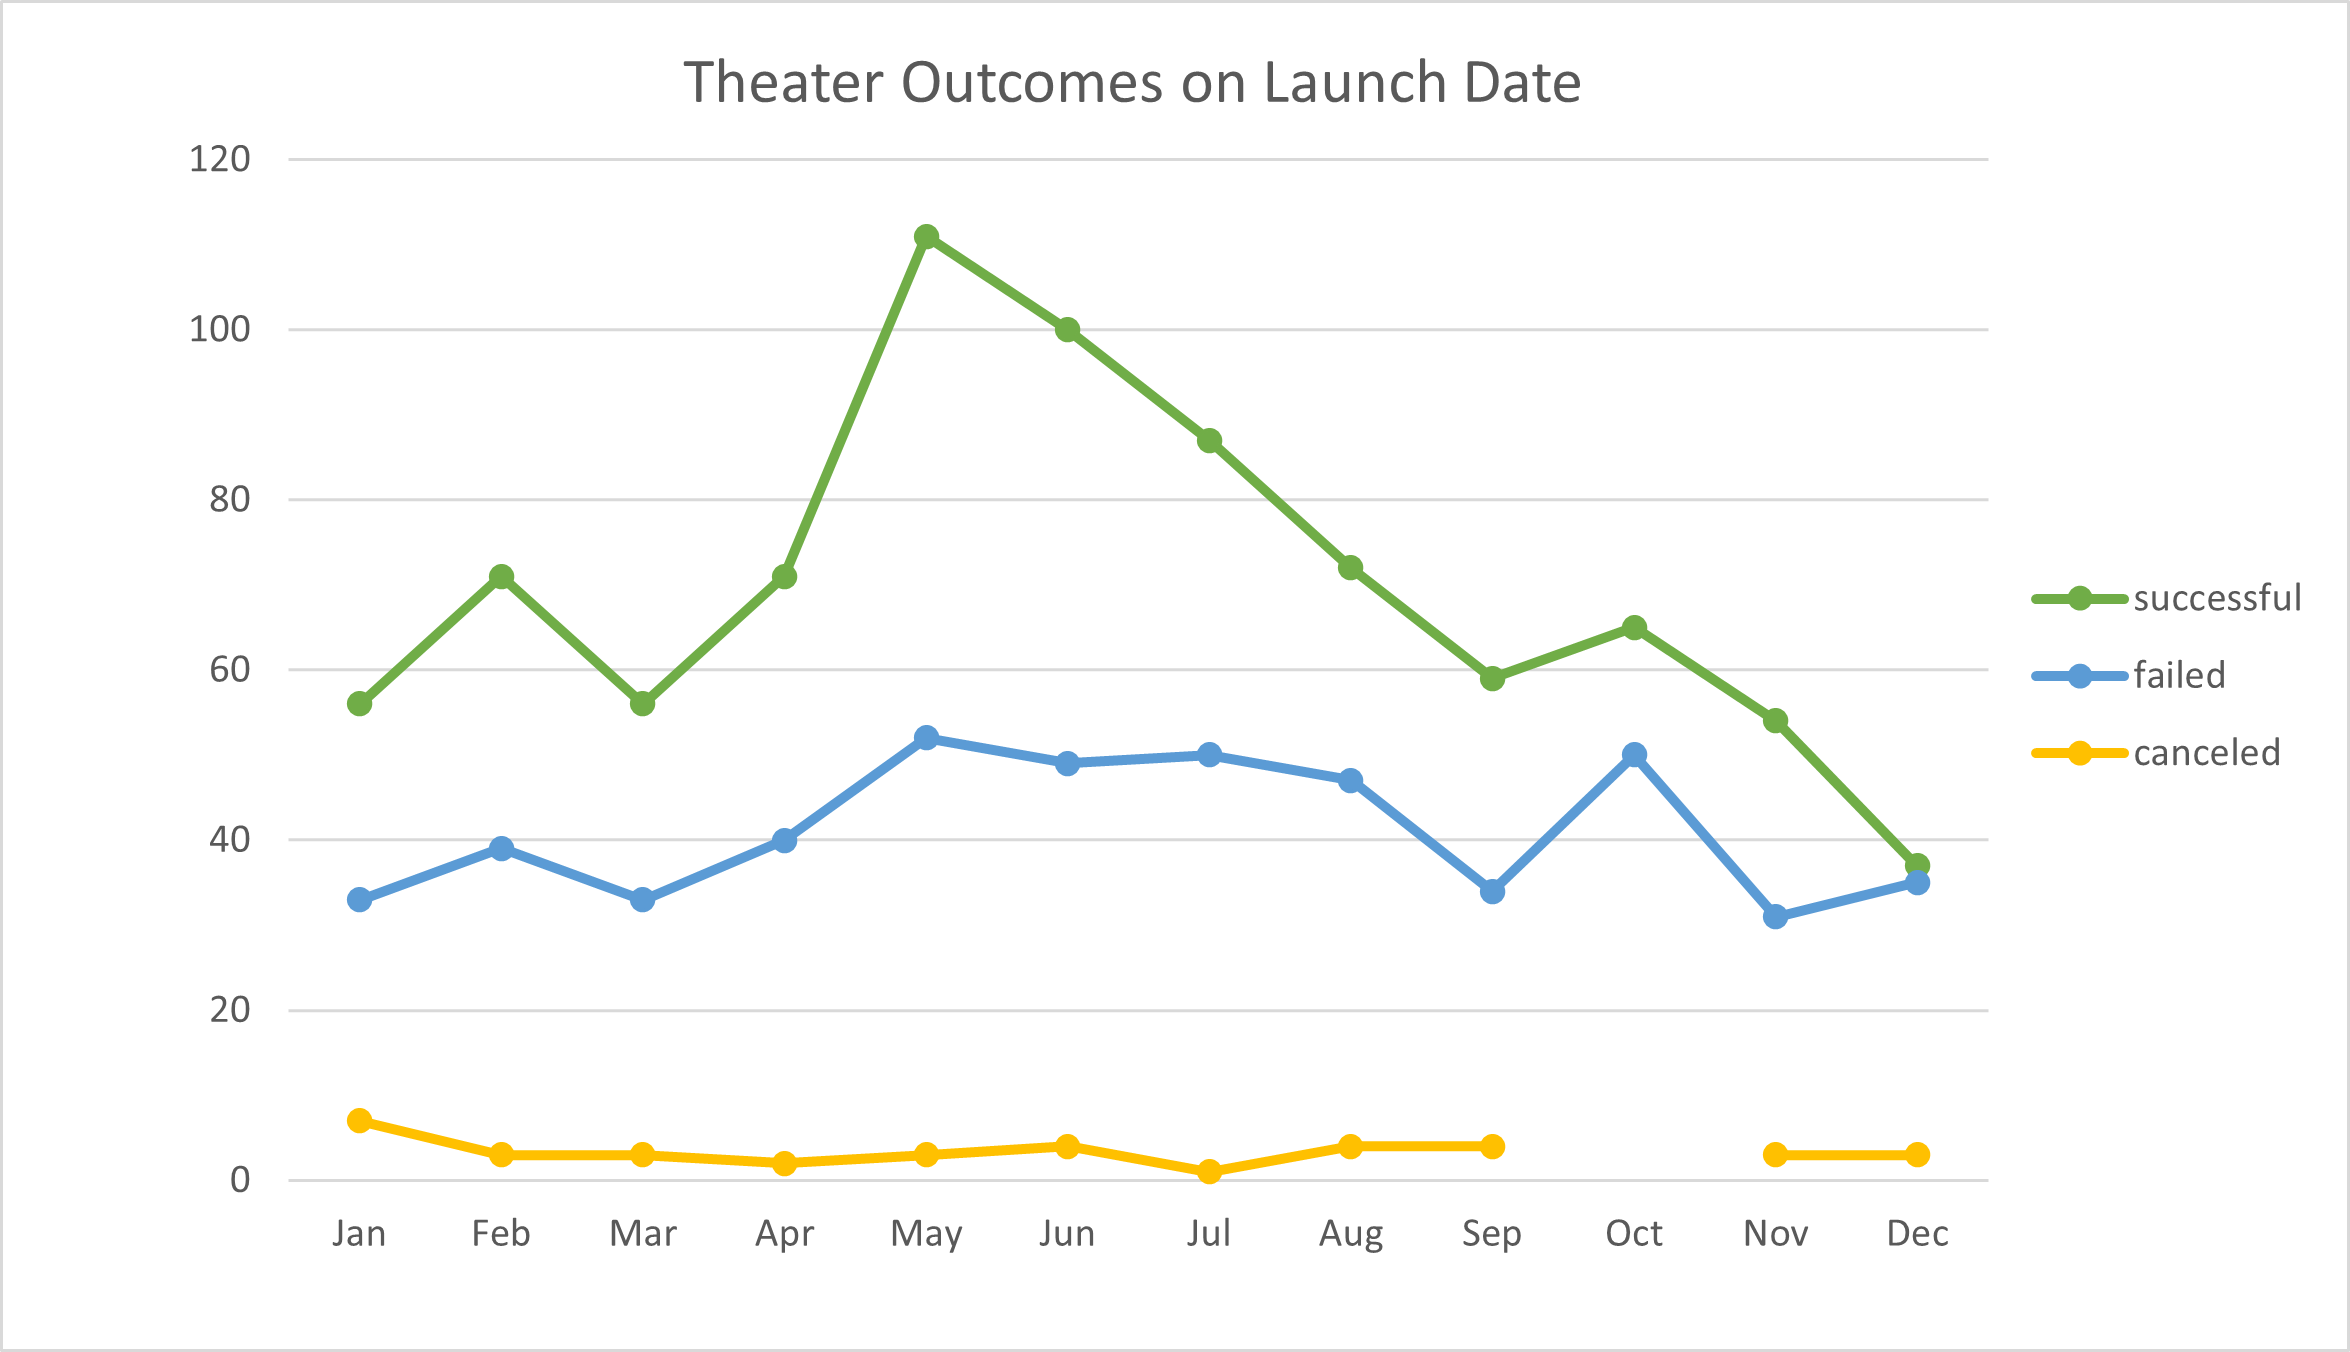 Theater Outcomes on Launch Date
120
100
80
60
40
20
0
Jan Feb Mar Apr May Jun Jul Aug Sep Oct Nov Dec
successful
failed
canceled